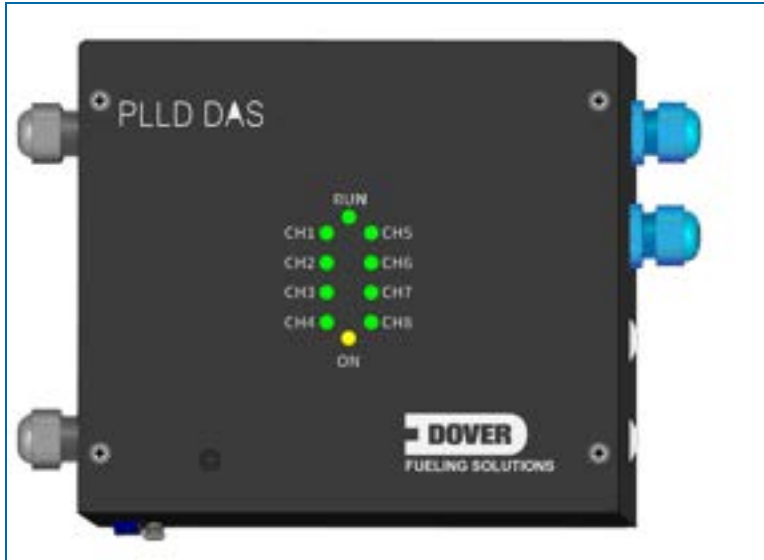 PLLD DAS
RUN
CH1 CH5
CH2 CH6
CH3 CH7
CH4 CH8
ON
DOVER
FUELING SOLUTIONS